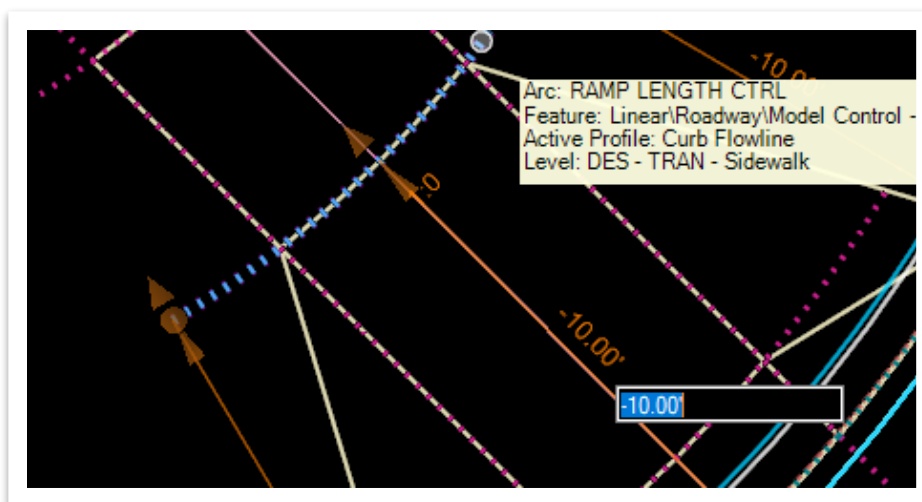 -10.00'
Arc: RAMP LENGTH CTRL
Feature: Linear\Roadway\Model Control -
Active Profile: Curb Flowline
Level: DES - TRAN - Sidewalk
-10.00'
-10.00'